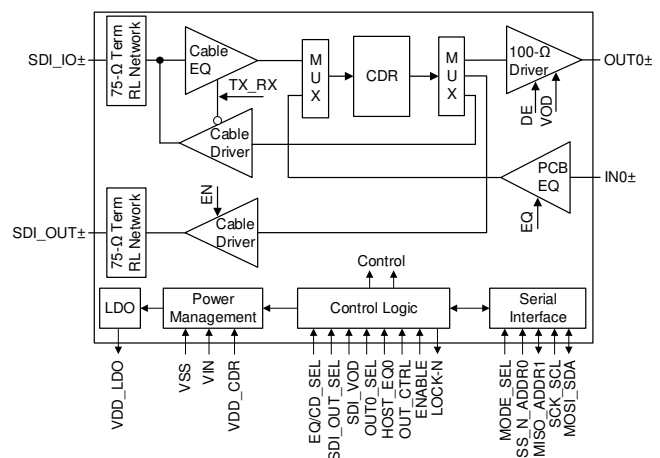 SDI_IO±
75-Ω Term
RL Network
Cable
EQ
TX_RX
Cable
Driver
MUX
CDR
MUX
100-Ω
Driver
OUT0±
DE
VOD
PCB
EQ
IN0±
EQ
SDI_OUT±
75-Ω Term
RL Network
EN
Cable
Driver
Control
LDO
Power
Management
Control Logic
Serial
Interface
VDD_LDO
VSS
VIN
VDD_CDR
EQ/CD_SEL
SDI_OUT_SEL
SDI_VOD
OUT0_SEL
HOST_EQ0
OUT_CTRL
ENABLE
LOCK-N
MODE_SEL
SS_N_ADDR0
MISO_ADDR1
SCK_SCL
MOSI_SDA